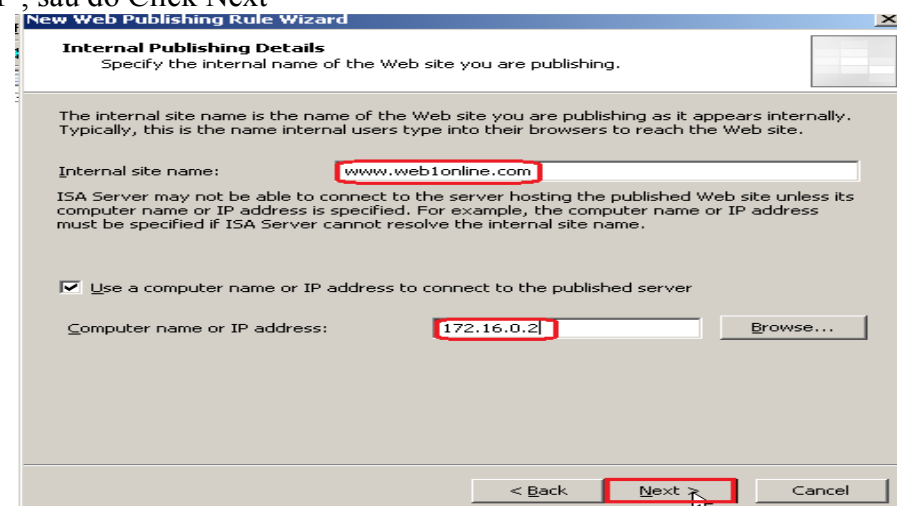 ", sau do Click Next
New Web Publishing Rule Wizard
Internal Publishing Details
Specify the internal name of the Web site you are publishing.
The internal site name is the name of the Web site you are publishing as it appears internally.
Typically, this is the name internal users type into their browsers to reach the Web site.
Internal site name: www.web1online.com
ISA Server may not be able to connect to the server hosting the published Web site unless its
computer name or IP address is specified. For example, the computer name or IP address
must be specified if ISA Server cannot resolve the internal site name.
Use a computer name or IP address to connect to the published server
Computer name or IP address: 172.16.0.2 Browse...
< Back Next > Cancel